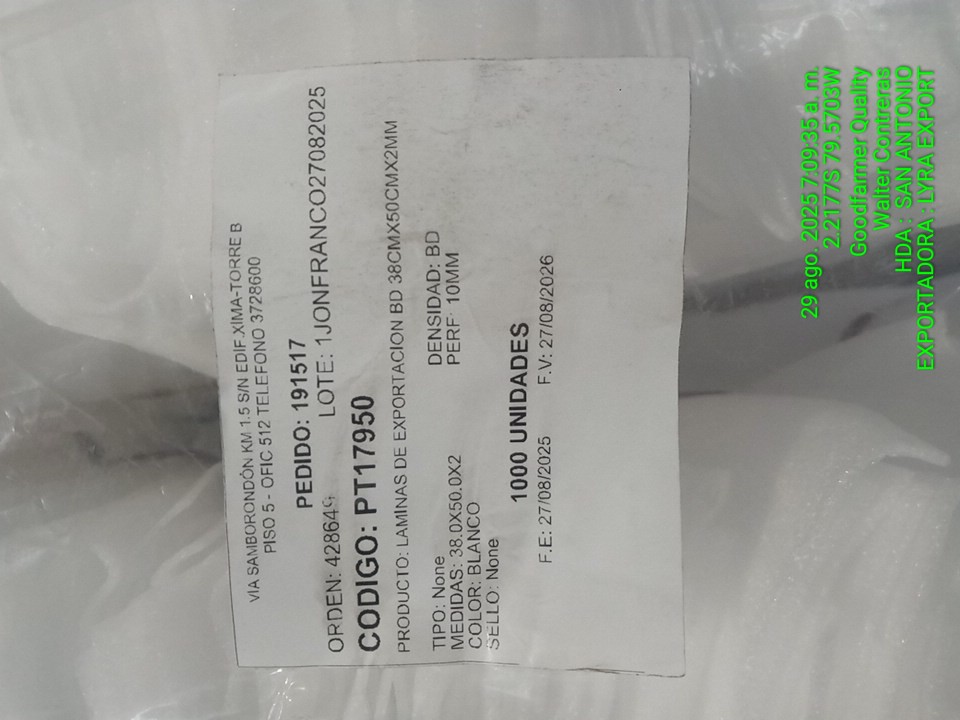 VÍA SAMBORONDÓN KM 1.5 S/N EDIF.XIMA-TORRE B
PISO 5 - OFIC 512 TELEFONO 3728600
PEDIDO: 191517
ORDEN: 428649 LOTE: 1JONFRANCO27082025
CODIGO: PT17950
PRODUCTO: LAMINAS DE EXPORTACION BD 38CMX50CMX2MM
TIPO: None DENSIDAD: BD
MEDIDAS: 38.0X50.0X2 PERF: 10MM
COLOR: BLANCO
SELLO: None
1000 UNIDADES
F.E: 27/08/2025 F.V: 27/08/2026
29 ago. 2025 7:09:35 a. m.
2.2177S 79.5703W
Goodfarmer Quality
Walter Contreras
HDA : SAN ANTONIO
EXPORTADORA : LYRA EXPORT